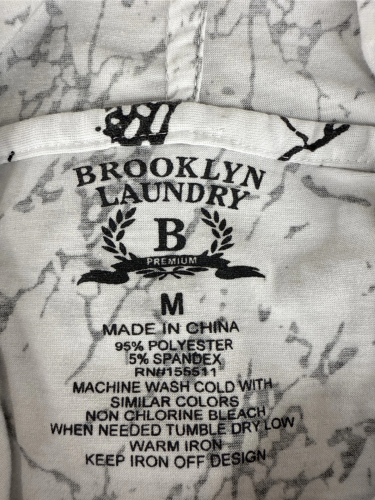 BROOKLYN
LAUNDRY
B
PREMIUM
M
MADE IN CHINA
95% POLYESTER
5% SPANDEX
RN#155511
MACHINE WASH COLD WITH
SIMILAR COLORS
NON CHLORINE BLEACH
WHEN NEEDED TUMBLE DRY LOW
WARM IRON
KEEP IRON OFF DESIGN